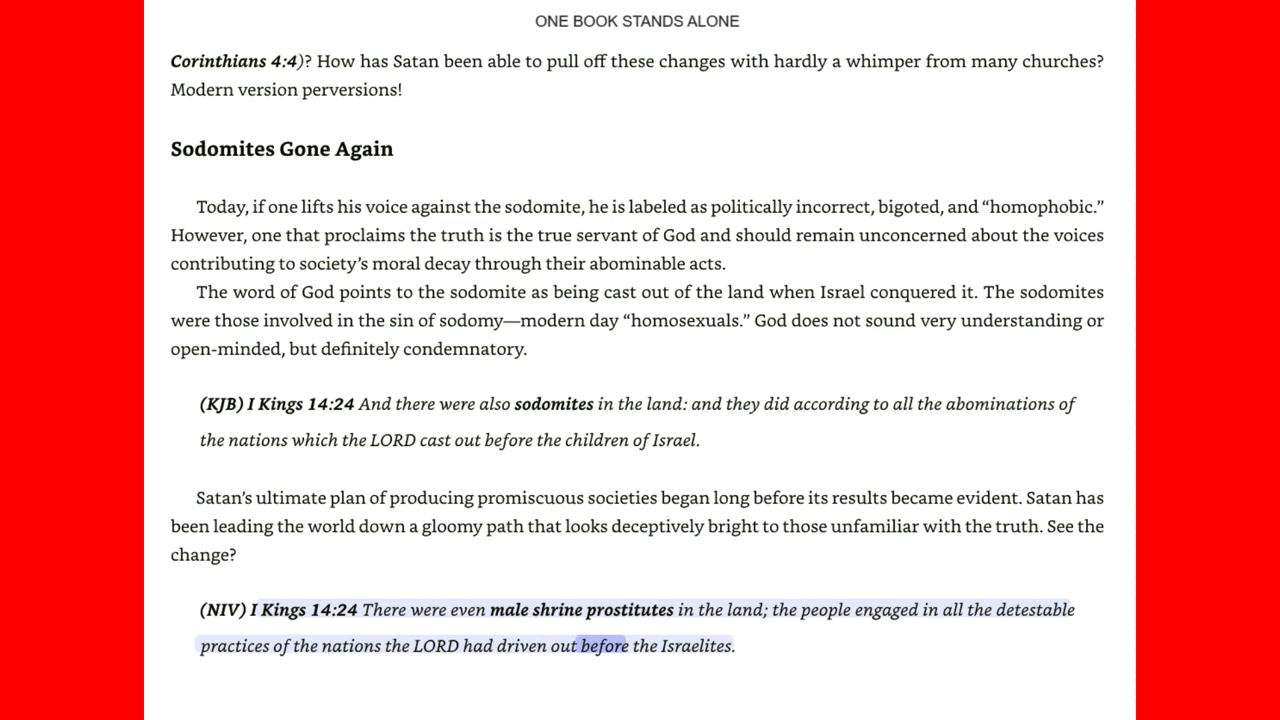 ONE BOOK STANDS ALONE
Corinthians 4:4)? How has Satan been able to pull off these changes with hardly a whimper from many churches?
Modern version perversions!
Sodomites Gone Again
Today, if one lifts his voice against the sodomite, he is labeled as politically incorrect, bigoted, and “homophobic.”
However, one that proclaims the truth is the true servant of God and should remain unconcerned about the voices
contributing to society’s moral decay through their abominable acts.
The word of God points to the sodomite as being cast out of the land when Israel conquered it. The sodomites
were those involved in the sin of sodomy—modern day “homosexuals.” God does not sound very understanding or
open-minded, but definitely condemnatory.
(KJB) I Kings 14:24 And there were also sodomites in the land: and they did according to all the abominations of
the nations which the LORD cast out before the children of Israel.
Satan’s ultimate plan of producing promiscuous societies began long before its results became evident. Satan has
been leading the world down a gloomy path that looks deceptively bright to those unfamiliar with the truth. See the
change?
(NIV) I Kings 14:24 There were even male shrine prostitutes in the land; the people engaged in all the detestable
practices of the nations the LORD had driven out before the Israelites.